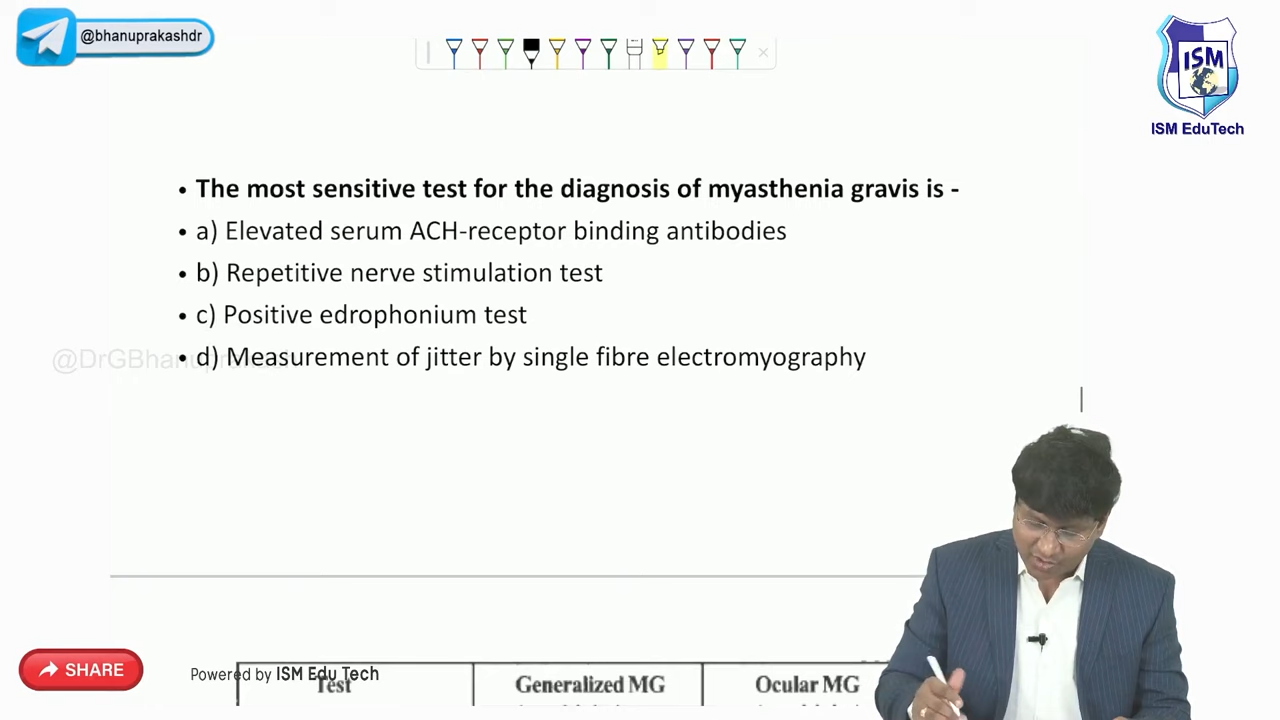 @bhanuprakashdr
ISM
ISM EduTech
• The most sensitive test for the diagnosis of myasthenia gravis is -
• a) Elevated serum ACH-receptor binding antibodies
• b) Repetitive nerve stimulation test
• c) Positive edrophonium test
@DrGBhanuprakash
• d) Measurement of jitter by single fibre electromyography
SHARE
Powered by ISM Edu Tech
Test Generalized MG Ocular MG